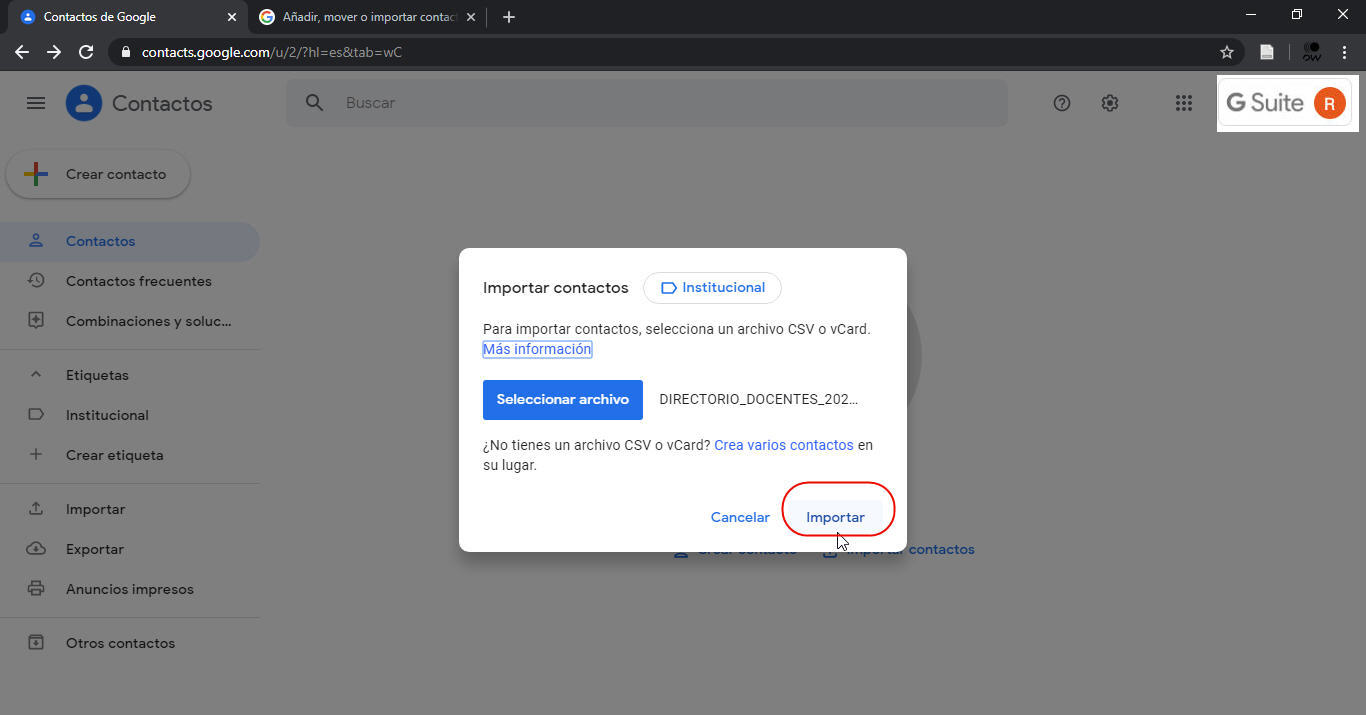 Contactos de Google
Añadir, mover o importar contact
contacts.google.com/u/2/?hl=es&tab=wC
OW
Contactos
Buscar
G Suite
R
Crear contacto
Contactos
Contactos frecuentes
Combinaciones y soluc...
Etiquetas
Institucional
Crear etiqueta
Importar
Exportar
Anuncios impresos
Otros contactos
Importar contactos
Institucional
Para importar contactos, selecciona un archivo CSV o vCard.
Más información
Seleccionar archivo
DIRECTORIO_DOCENTES_202...
¿No tienes un archivo CSV o vCard? Crea varios contactos en
su lugar.
Cancelar
Importar
Crear contacto
Importar contactos